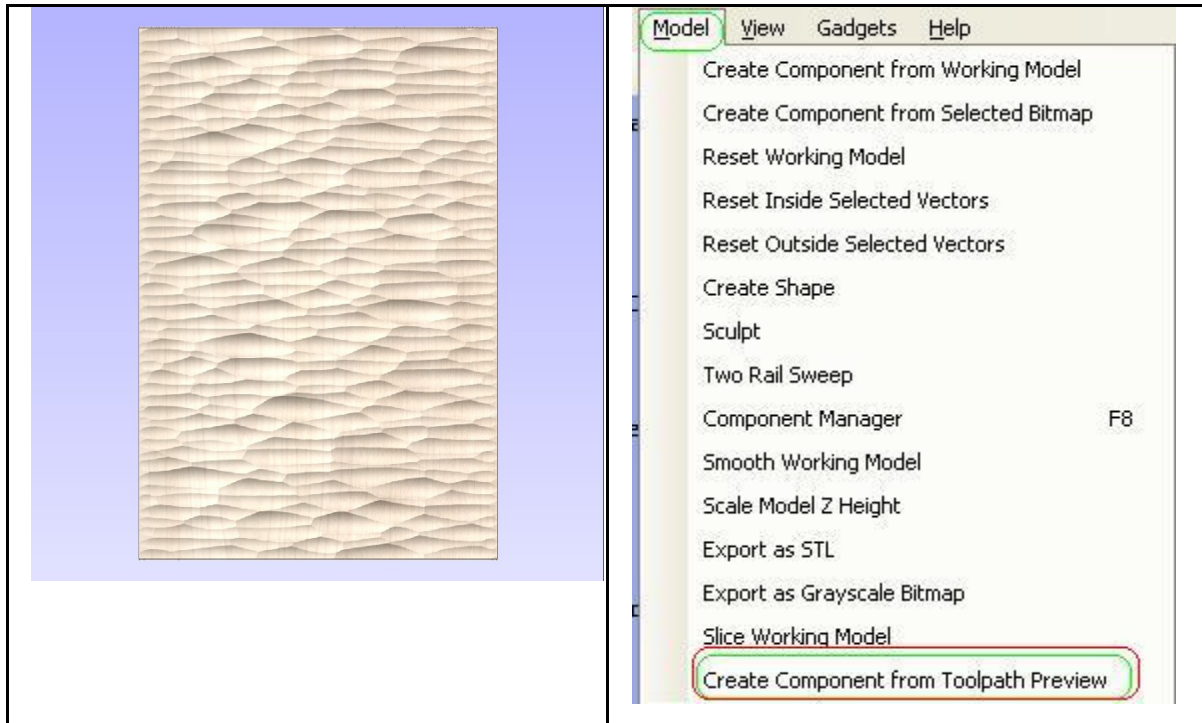 Model View Gadgets Help
Create Component from Working Model
Create Component from Selected Bitmap
Reset Working Model
Reset Inside Selected Vectors
Reset Outside Selected Vectors
Create Shape
Sculpt
Two Rail Sweep
Component Manager F8
Smooth Working Model
Scale Model Z Height
Export as STL
Export as Grayscale Bitmap
Slice Working Model
Create Component from Toolpath Preview